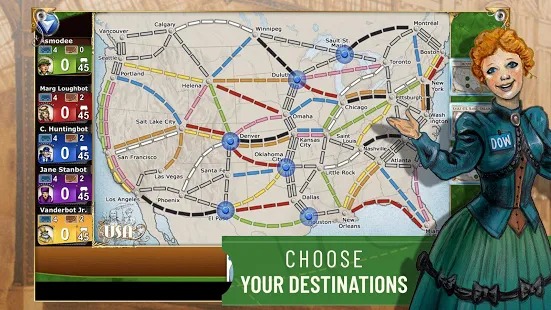 Asmodee
4 0
0 45
Marg Loughbot
4 2
0 45
C. Huntingbot
4 2
0 45
Jane Stanbot
4 2
0 45
Vanderbot Jr.
4 2
0 45
Vancouver
Calgary
Winnipeg
Sault St. Marie
Montreal
Boston
Seattle
Portland
Helena
Duluth
Toronto
Pittsburgh
New
Washington
Salt Lake City
Omaha
Chicago
Denver
Kansas City
Saint Louis
Nashville
San Francisco
Las Vegas
Santa Fe
Oklahoma City
Little Rock
Atlanta
Los Angeles
Phoenix
El Paso
Dallas
Houston
New Orleans
USA
DOW
CHOOSE
YOUR DESTINATIONS